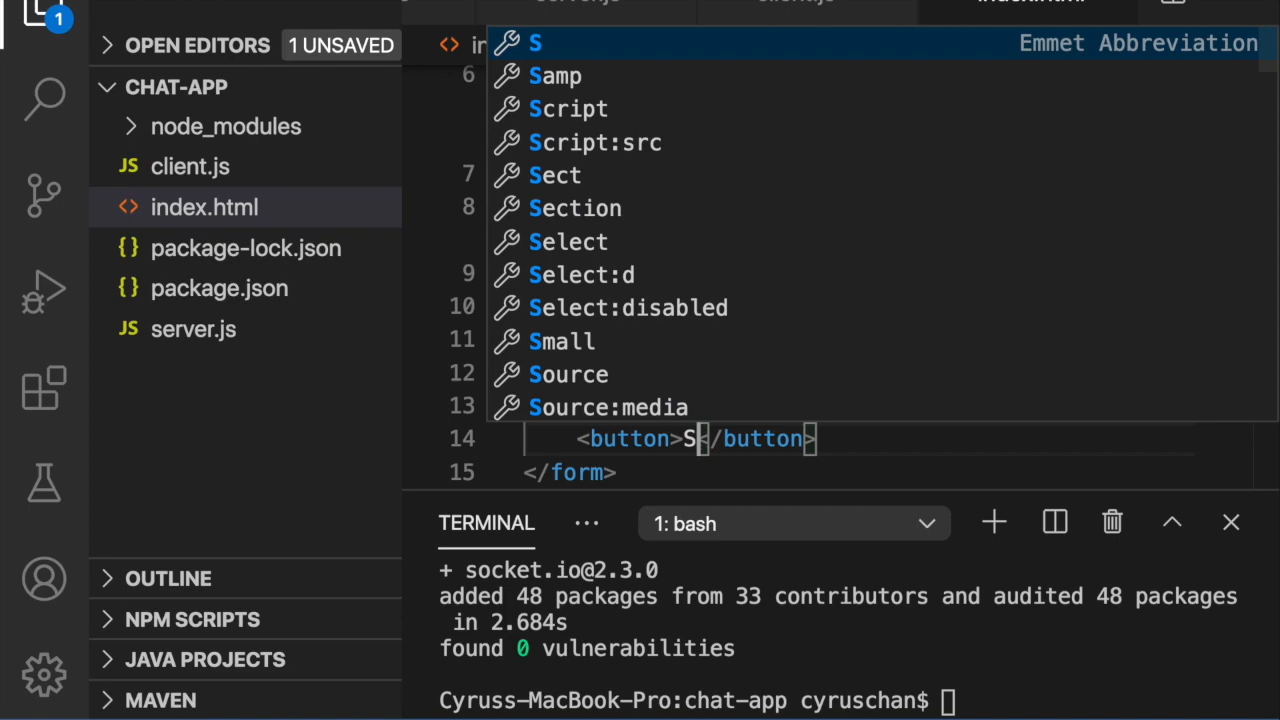 1
OPEN EDITORS 1 UNSAVED
CHAT-APP
node_modules
JS client.js
<> index.html
{} package-lock.json
{} package.json
JS server.js
OUTLINE
NPM SCRIPTS
JAVA PROJECTS
MAVEN
<> in
S Emmet Abbreviation
6 Samp
Script
Script:src
7 Sect
8 Section
Select
9 Select:d
10 Select:disabled
11 Small
12 Source
13 Source:media
14 <button>S</button>
15 </form>
TERMINAL ··· 1: bash
+ socket.io@2.3.0
added 48 packages from 33 contributors and audited 48 packages
in 2.684s
found 0 vulnerabilities
Cyruss-MacBook-Pro:chat-app cyruschan$